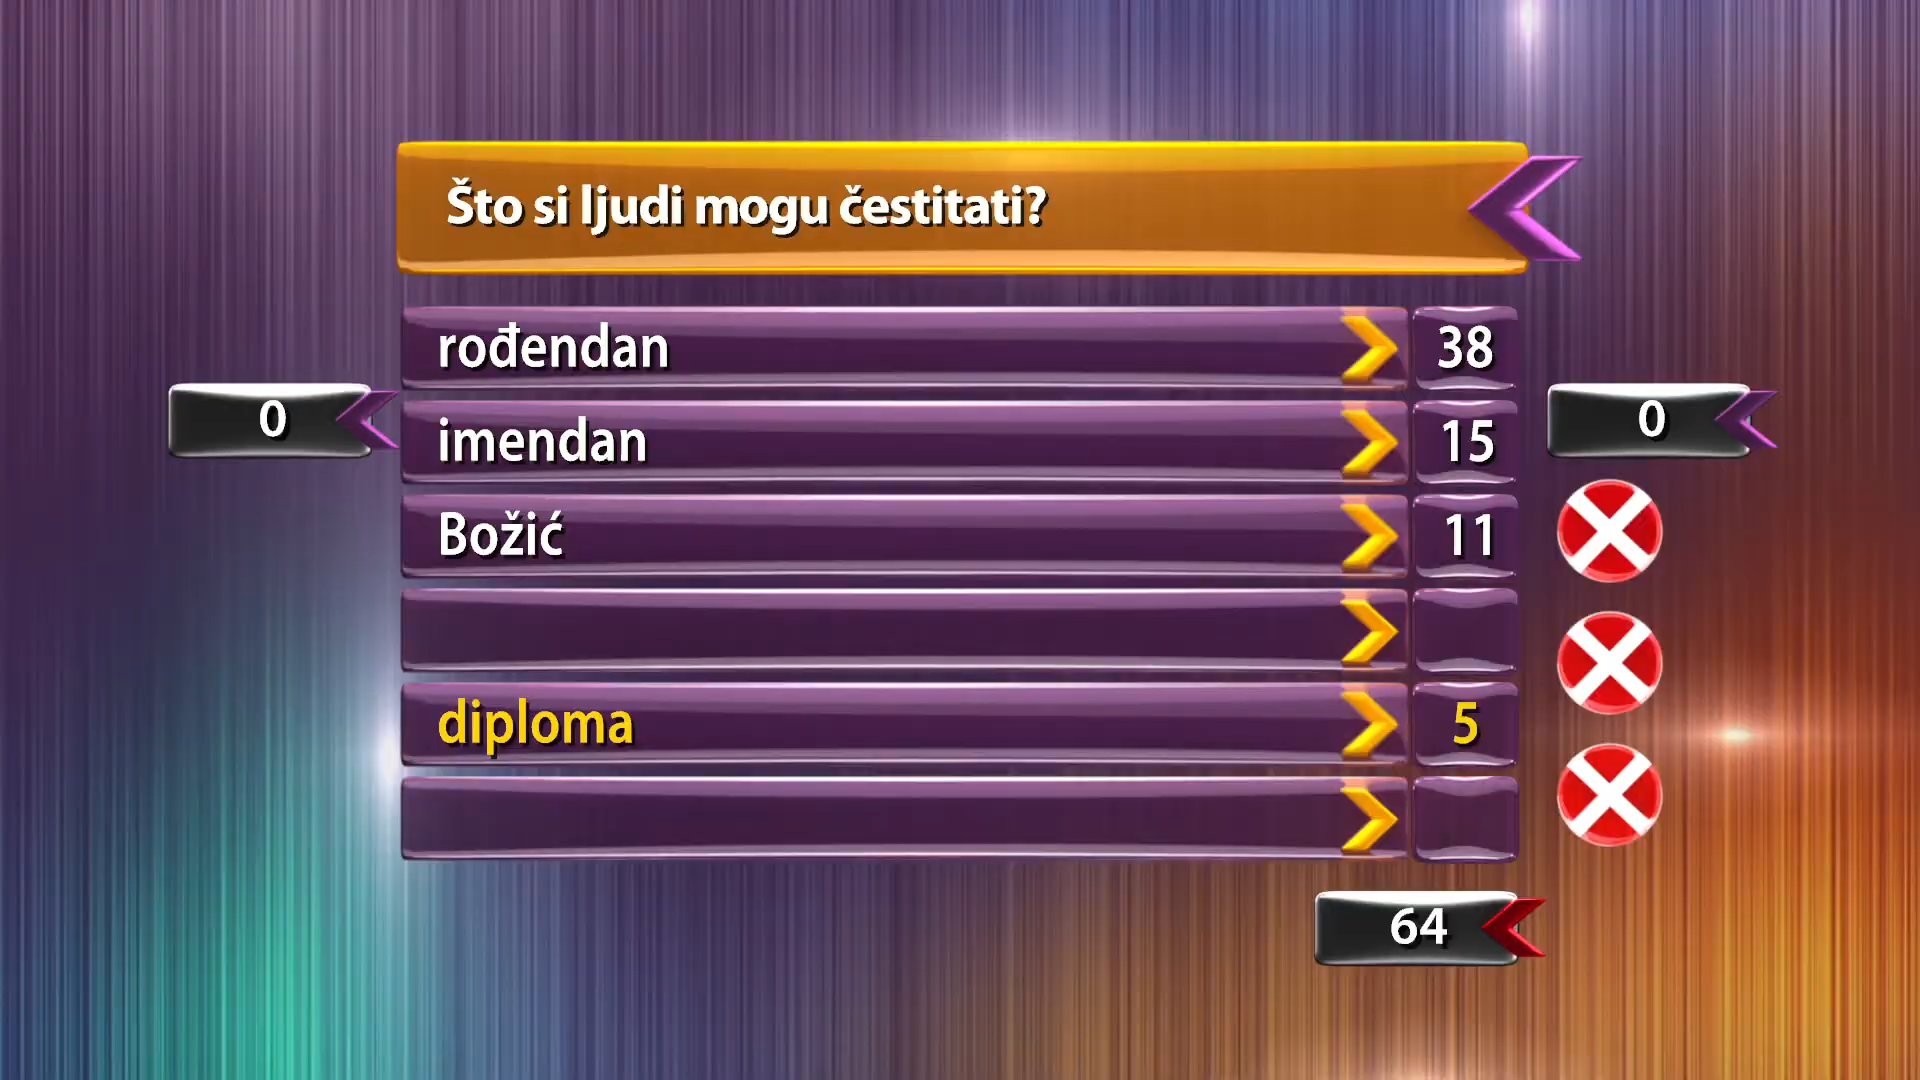 Što si ljudi mogu čestitati?
rođendan 38
imendan 15
0
0
Božić 11
diploma 5
64